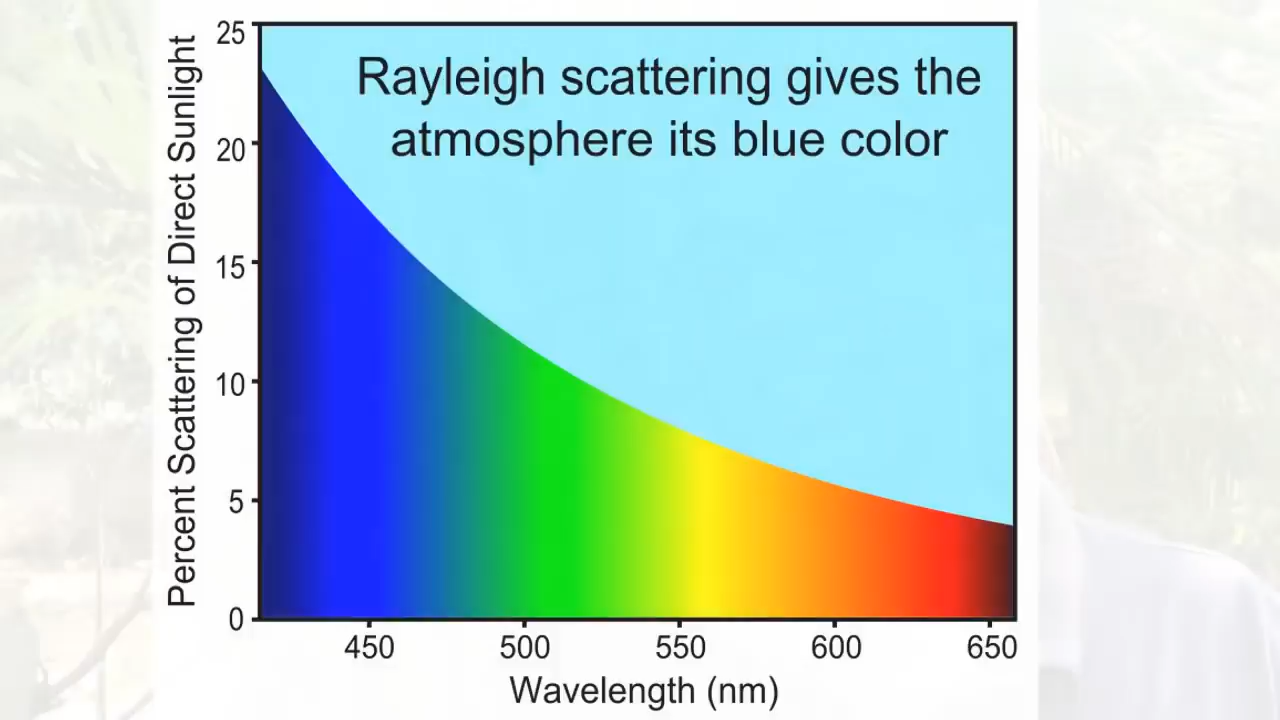 Rayleigh scattering gives the
atmosphere its blue color
Percent Scattering of Direct Sunlight
25
20
15
10
5
0
450 500 550 600 650
Wavelength (nm)